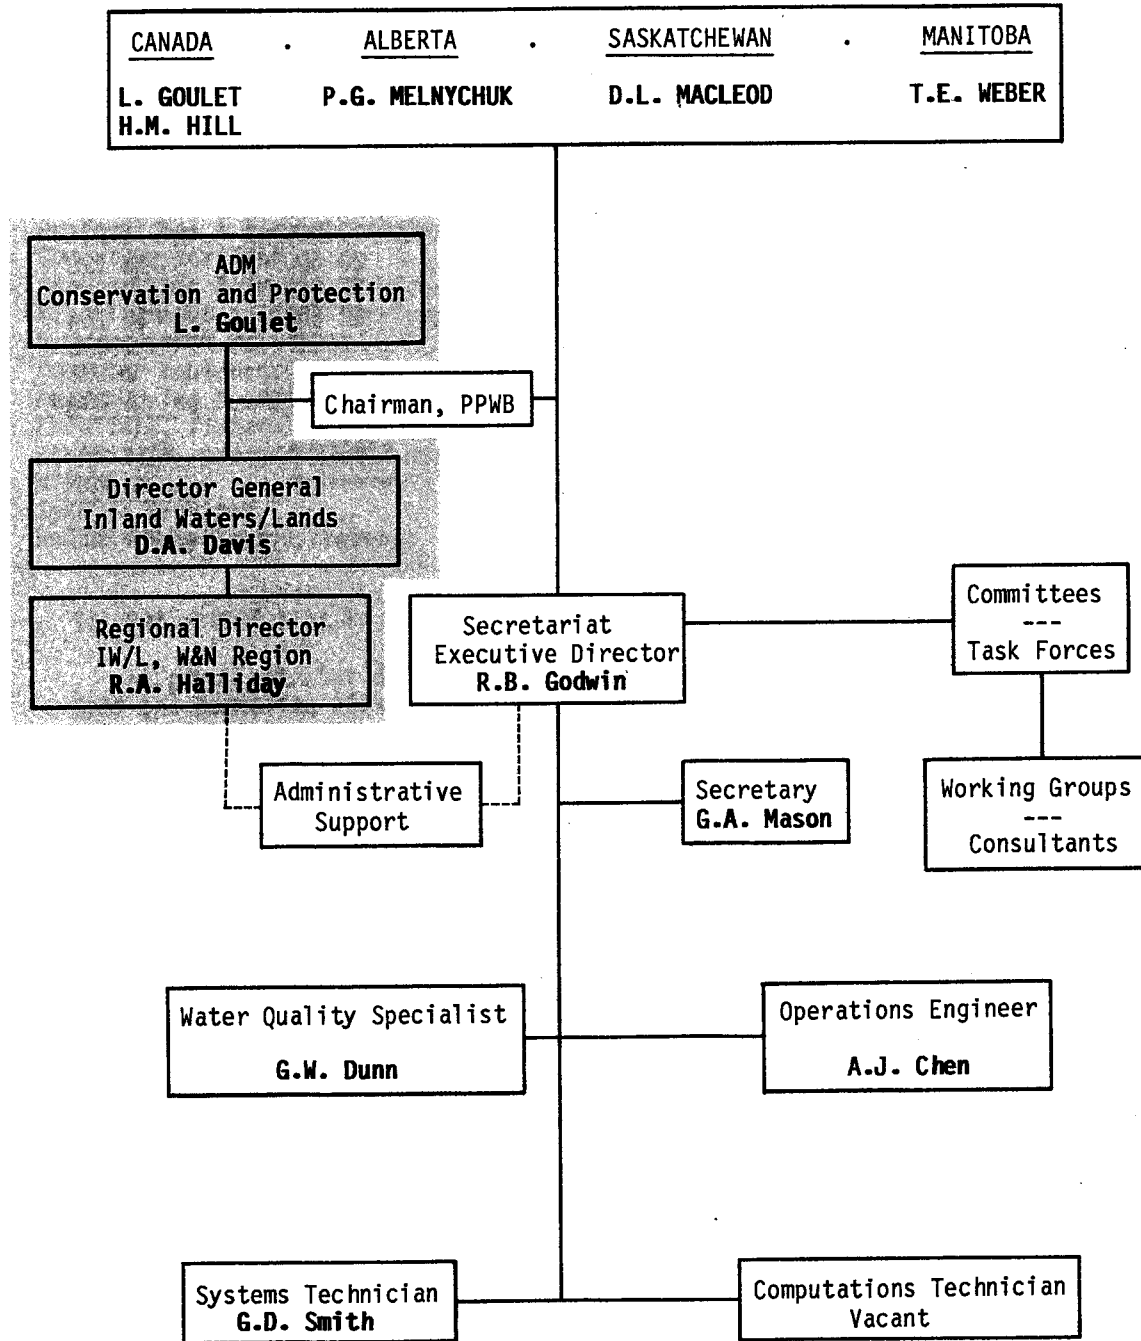 CANADA . ALBERTA . SASKATCHEWAN . MANITOBA
L. GOULET P.G. MELNYCHUK D.L. MACLEOD T.E. WEBER
H.M. HILL
ADM
Conservation and Protection
L. Goulet
Chairman, PPWB
Director General
Inland Waters/Lands
D.A. Davis
Regional Director
IW/L, W&N Region
R.A. Halliday
Secretariat
Executive Director
R.B. Godwin
Committees
---
Task Forces
Administrative
Support
Secretary
G.A. Mason
Working Groups
---
Consultants
Water Quality Specialist
G.W. Dunn
Operations Engineer
A.J. Chen
Systems Technician
G.D. Smith
Computations Technician
Vacant